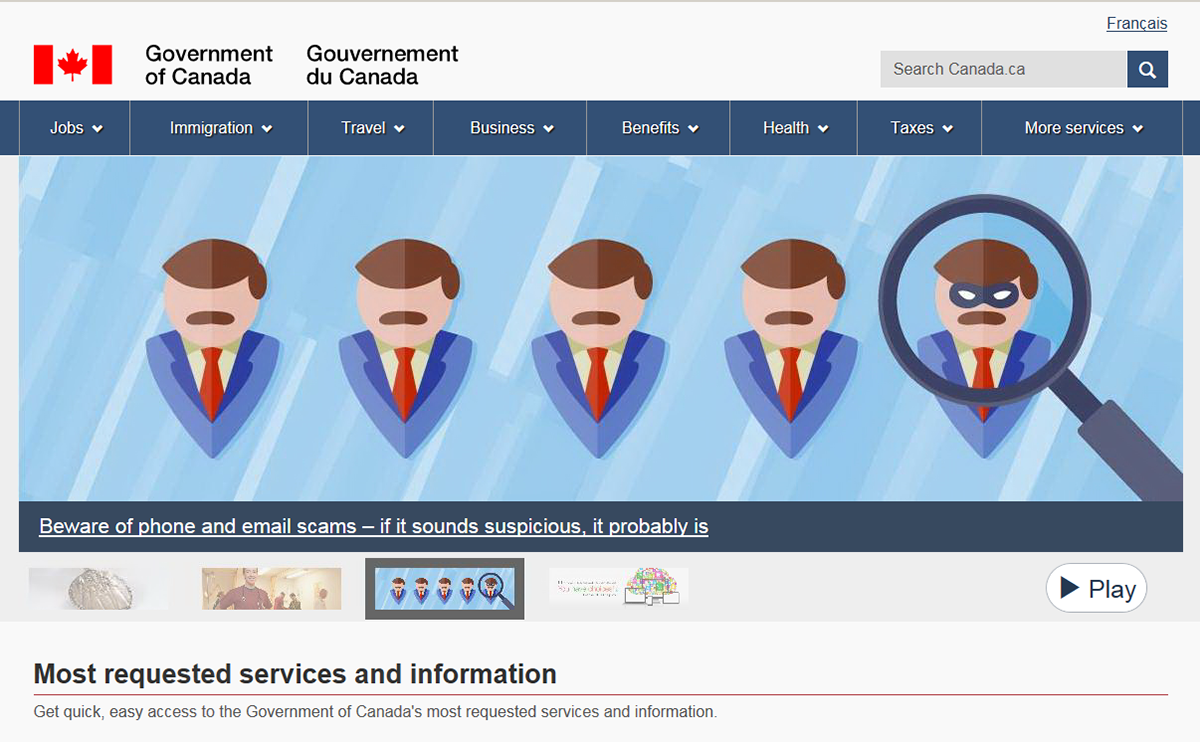 Français
Government
of Canada
Gouvernement
du Canada
Search Canada.ca
Jobs
Immigration
Travel
Business
Benefits
Health
Taxes
More services
Beware of phone and email scams – if it sounds suspicious, it probably is
Play
Most requested services and information
Get quick, easy access to the Government of Canada's most requested services and information.